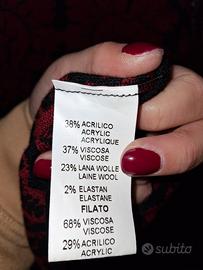 38% ACRILICO
ACRYLIC
ACRYLIQUE
37% VISCOSA
VISCOSE
23% LANA WOLLE
LAINE WOOL
2% ELASTAN
ELASTANE
FILATO
68% VISCOSA
VISCOSE
29% ACRILICO
ACRYLIC
subito